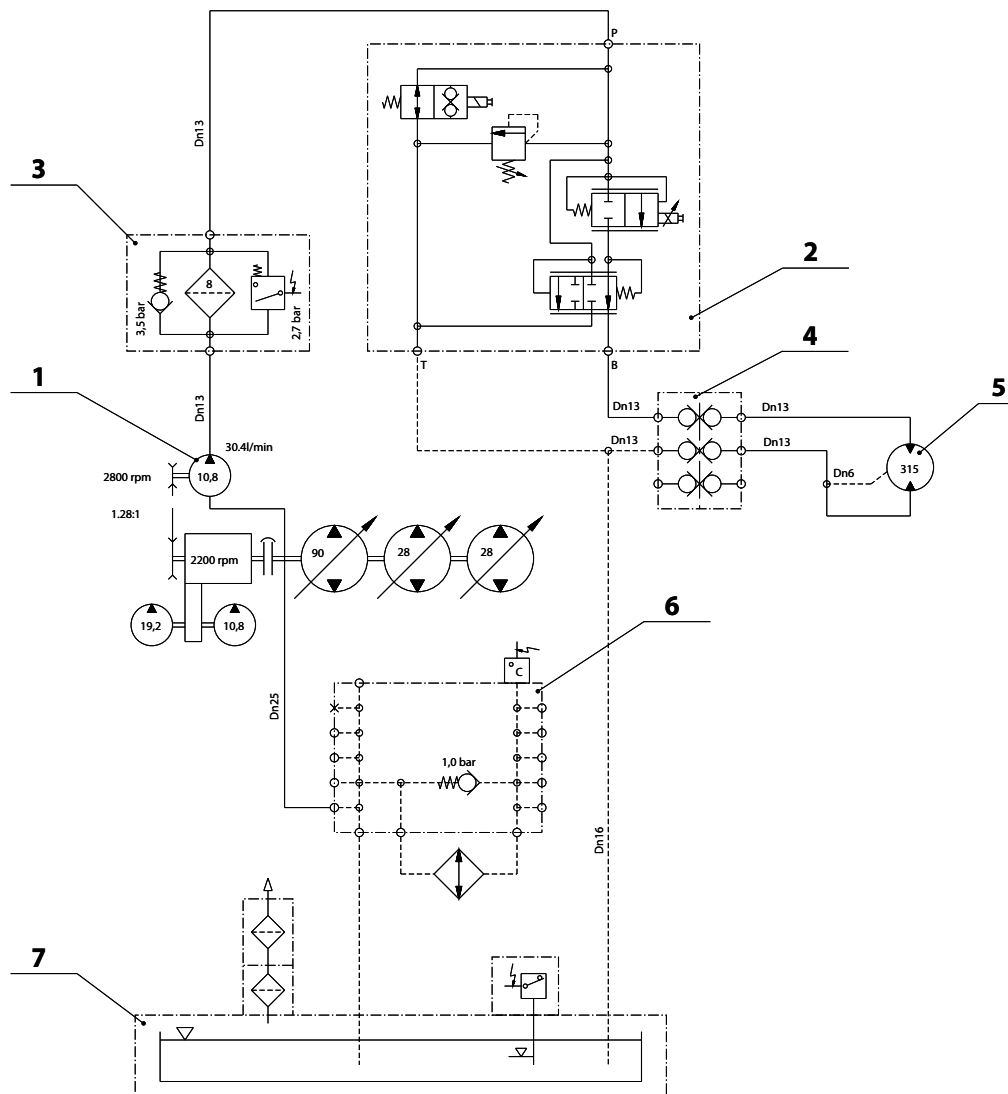 P
Dn13
3
2
8
3,5 bar
2,7 bar
T
B
4
1
Dn13
Dn13
Dn13
5
30.4l/min
Dn13
Dn13
2800 rpm
10,8
Dn6
315
1.28:1
2200 rpm
90
28
28
19,2
10,8
6
C
Dn25
1,0 bar
Dn16
7